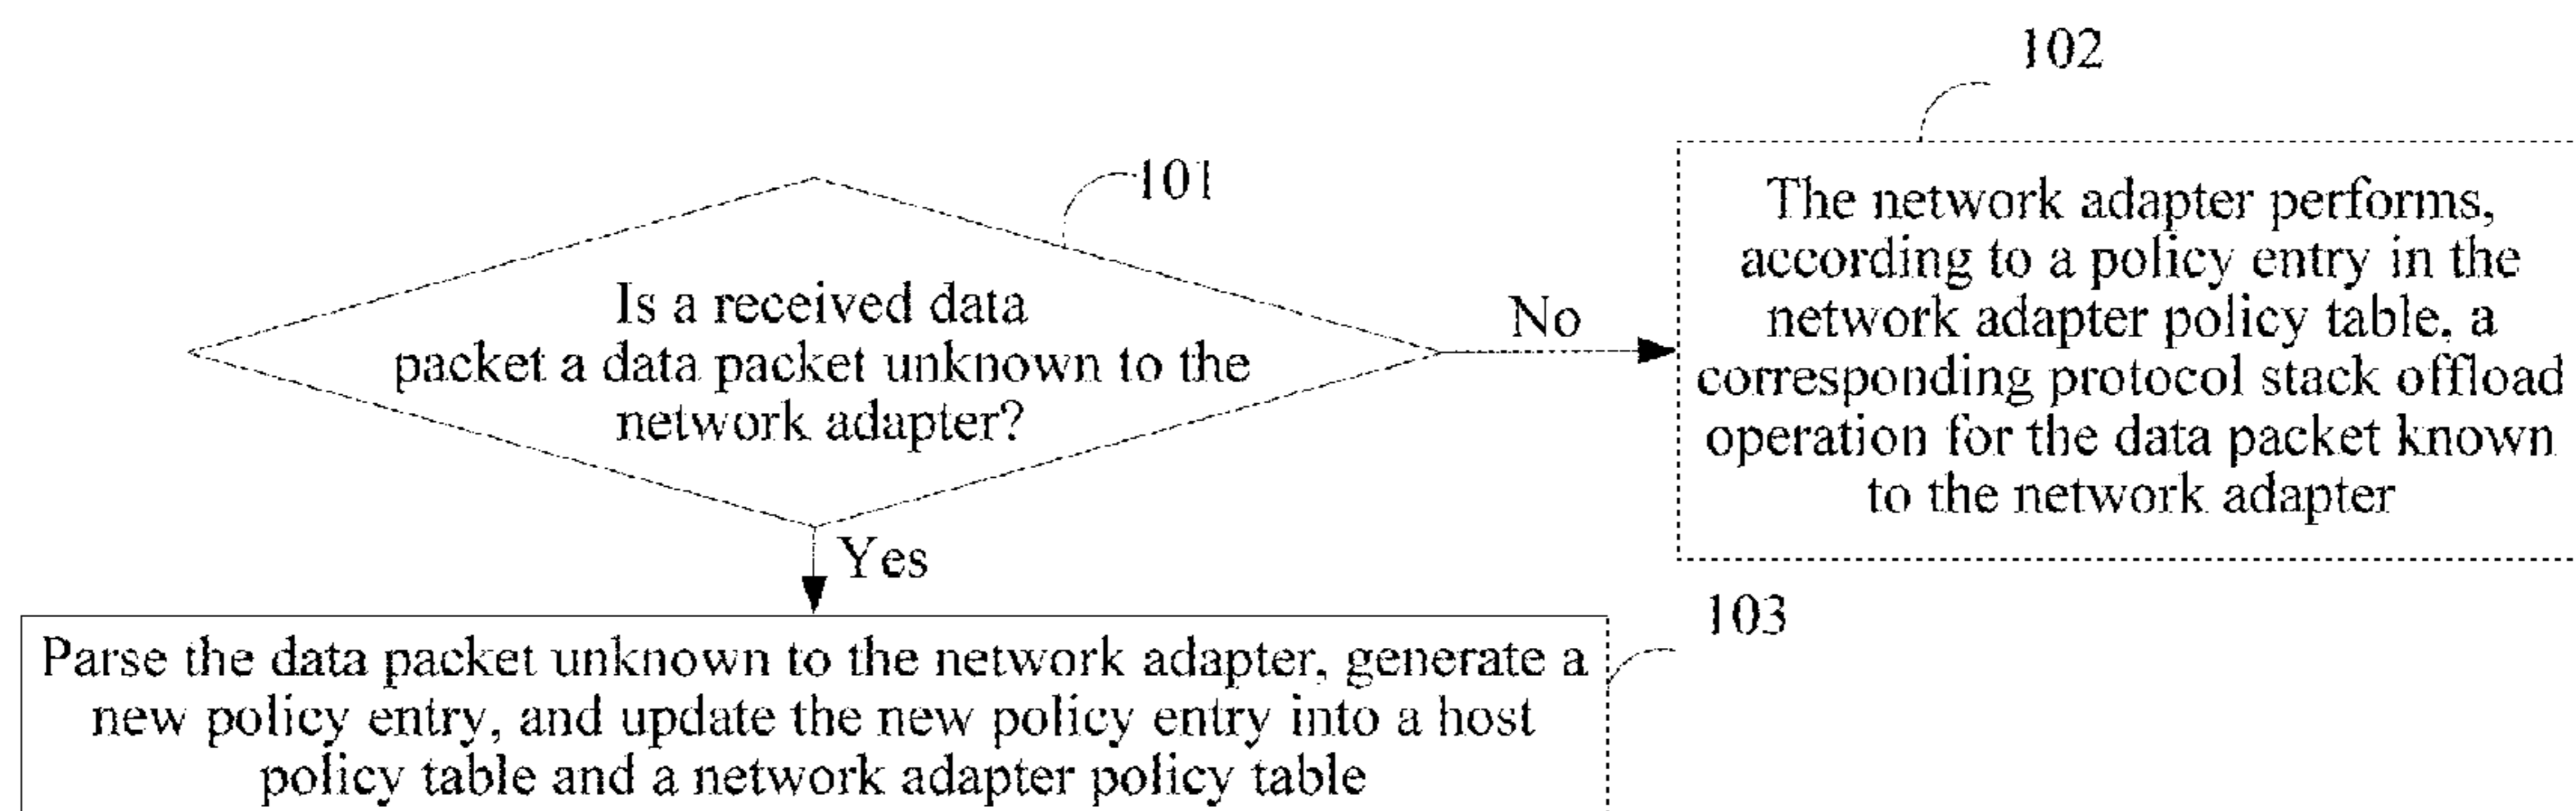 102
101
The network adapter performs,
according to a policy entry in the
network adapter policy table, a
corresponding protocol stack offload
operation for the data packet known
to the network adapter
Is a received data
packet a data packet unknown to the
network adapter?
No
Yes
103
Parse the data packet unknown to the network adapter, generate a
new policy entry, and update the new policy entry into a host
policy table and a network adapter policy table